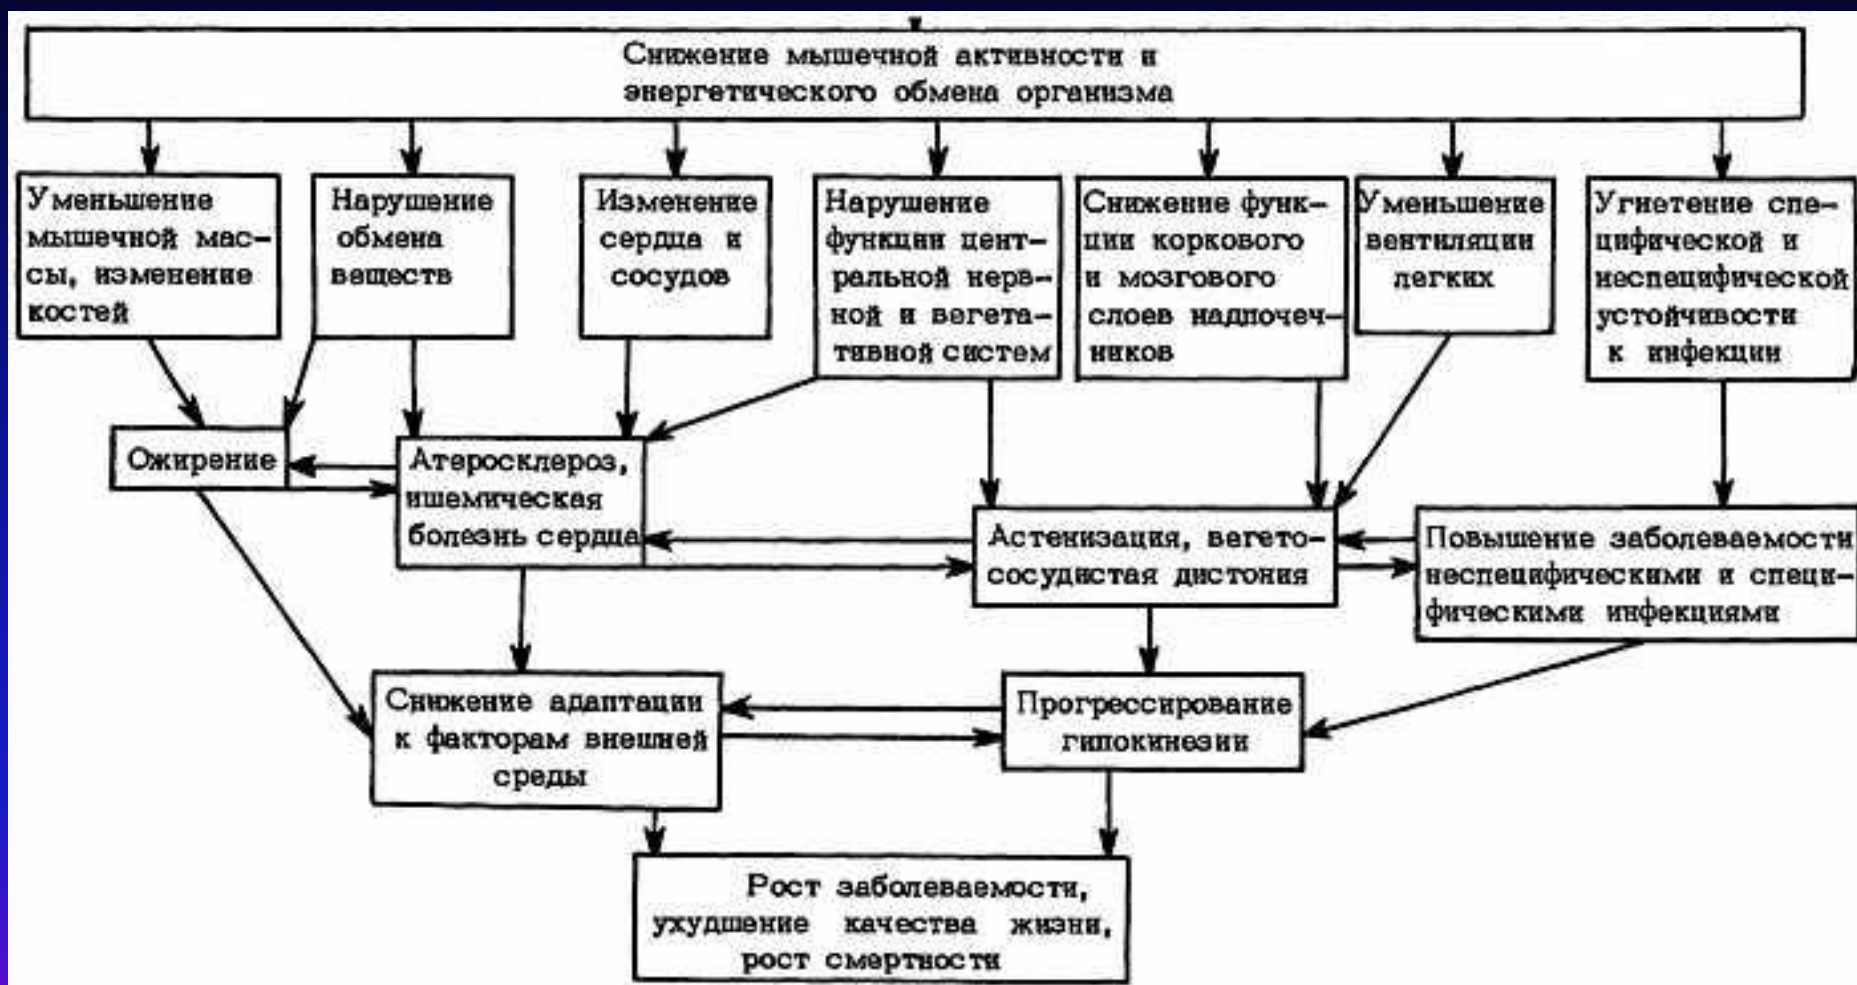 Снижение мышечной активности и
энергетического обмена организма
Уменьшение
мышечной мас-
сы, изменение
костей
Нарушение
обмена
веществ
Изменение
сердца и
сосудов
Нарушение
функции цент-
ральной нерв-
ной и вегета-
тивной систем
Снижение функ-
ции коркового
и мозгового
слоев надпочеч-
ников
Уменьшение
вентиляции
легких
Угнетение спе-
цифической и
неспецифической
устойчивости
к инфекции
Ожирение
Атеросклероз,
ишемическая
болезнь сердца
Астенизация, вегето-
сосудистая дистония
Повышение заболеваемости
неспецифическими и специ-
фическими инфекциями
Снижение адаптации
к факторам внешней
среды
Прогрессирование
гипокинезии
Рост заболеваемости,
ухудшение качества жизни,
рост смертности